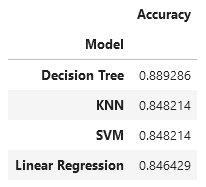 Accuracy
Model
Decision Tree 0.889286
KNN 0.848214
SVM 0.848214
Linear Regression 0.846429